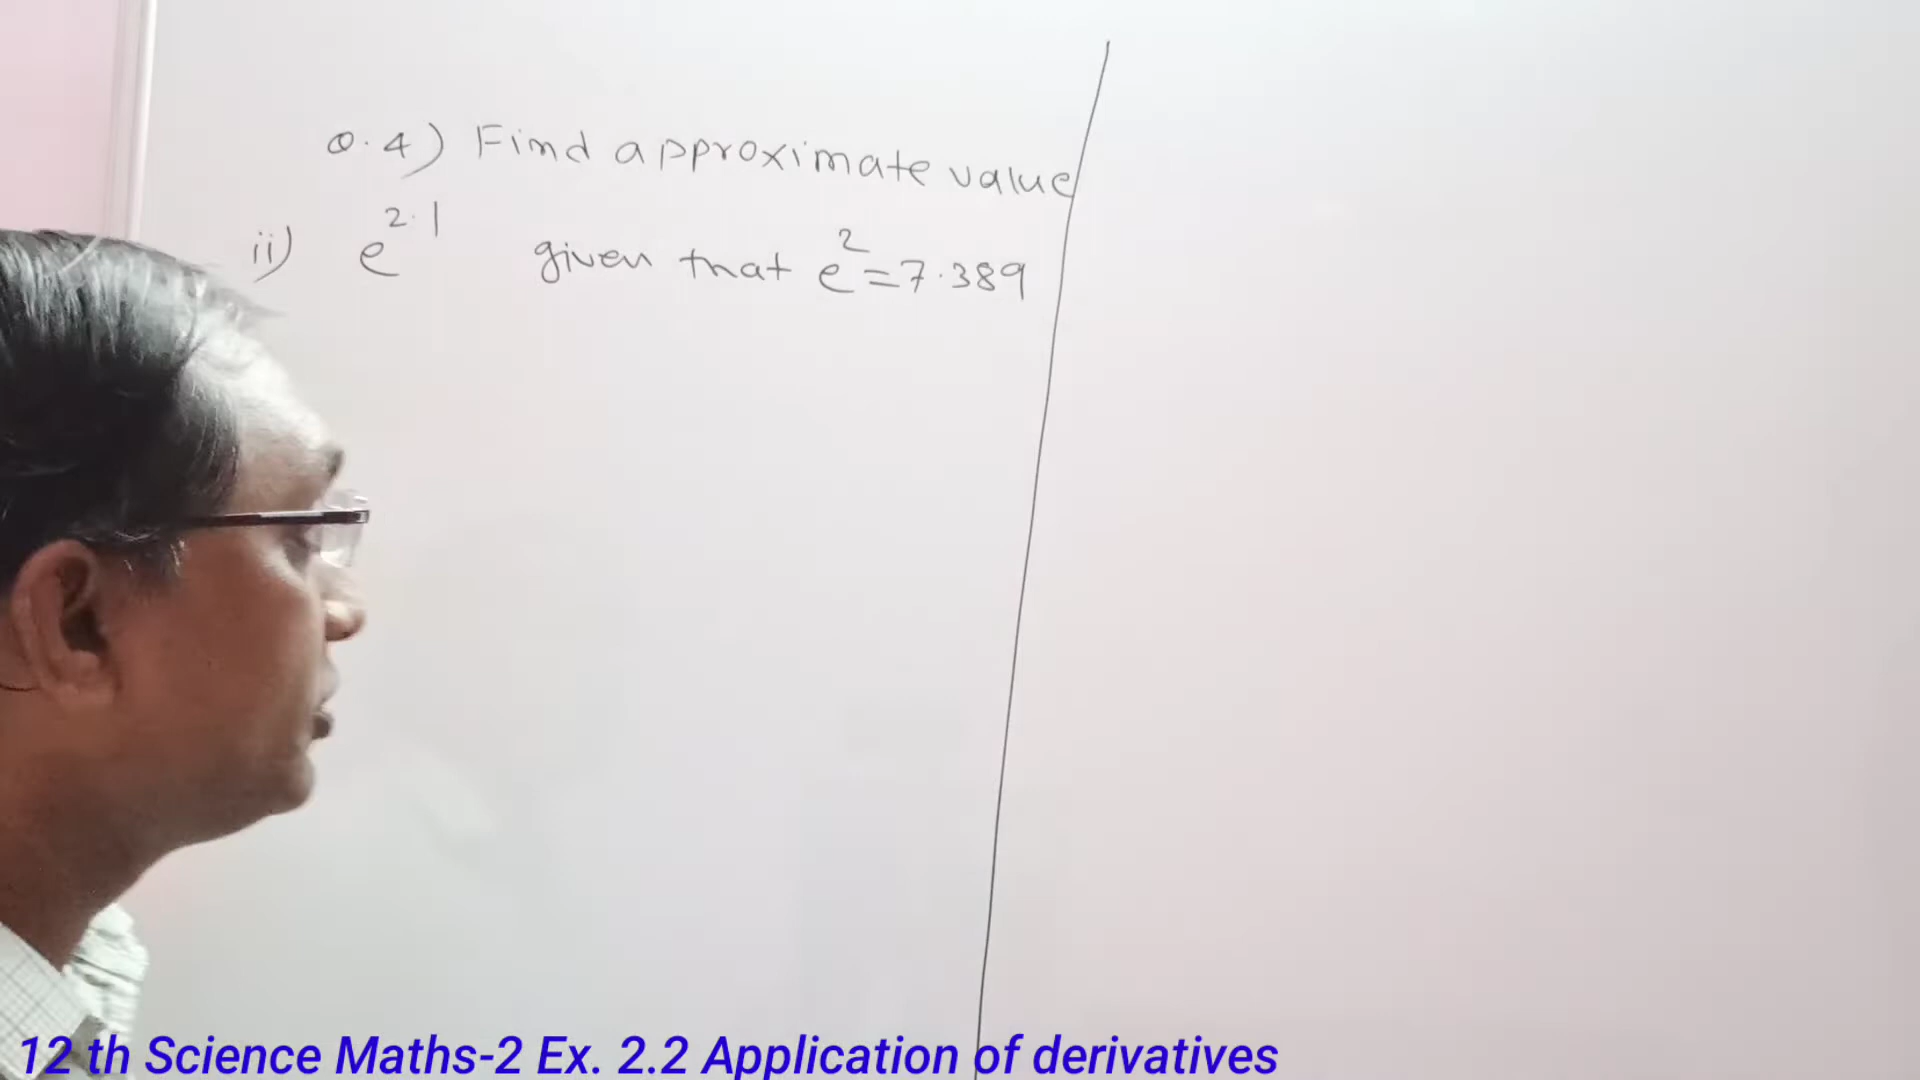 Q.4) Find approximate value
ii) e^2.1 given that e^2=7.389
12 th Science Maths-2 Ex. 2.2 Application of derivatives